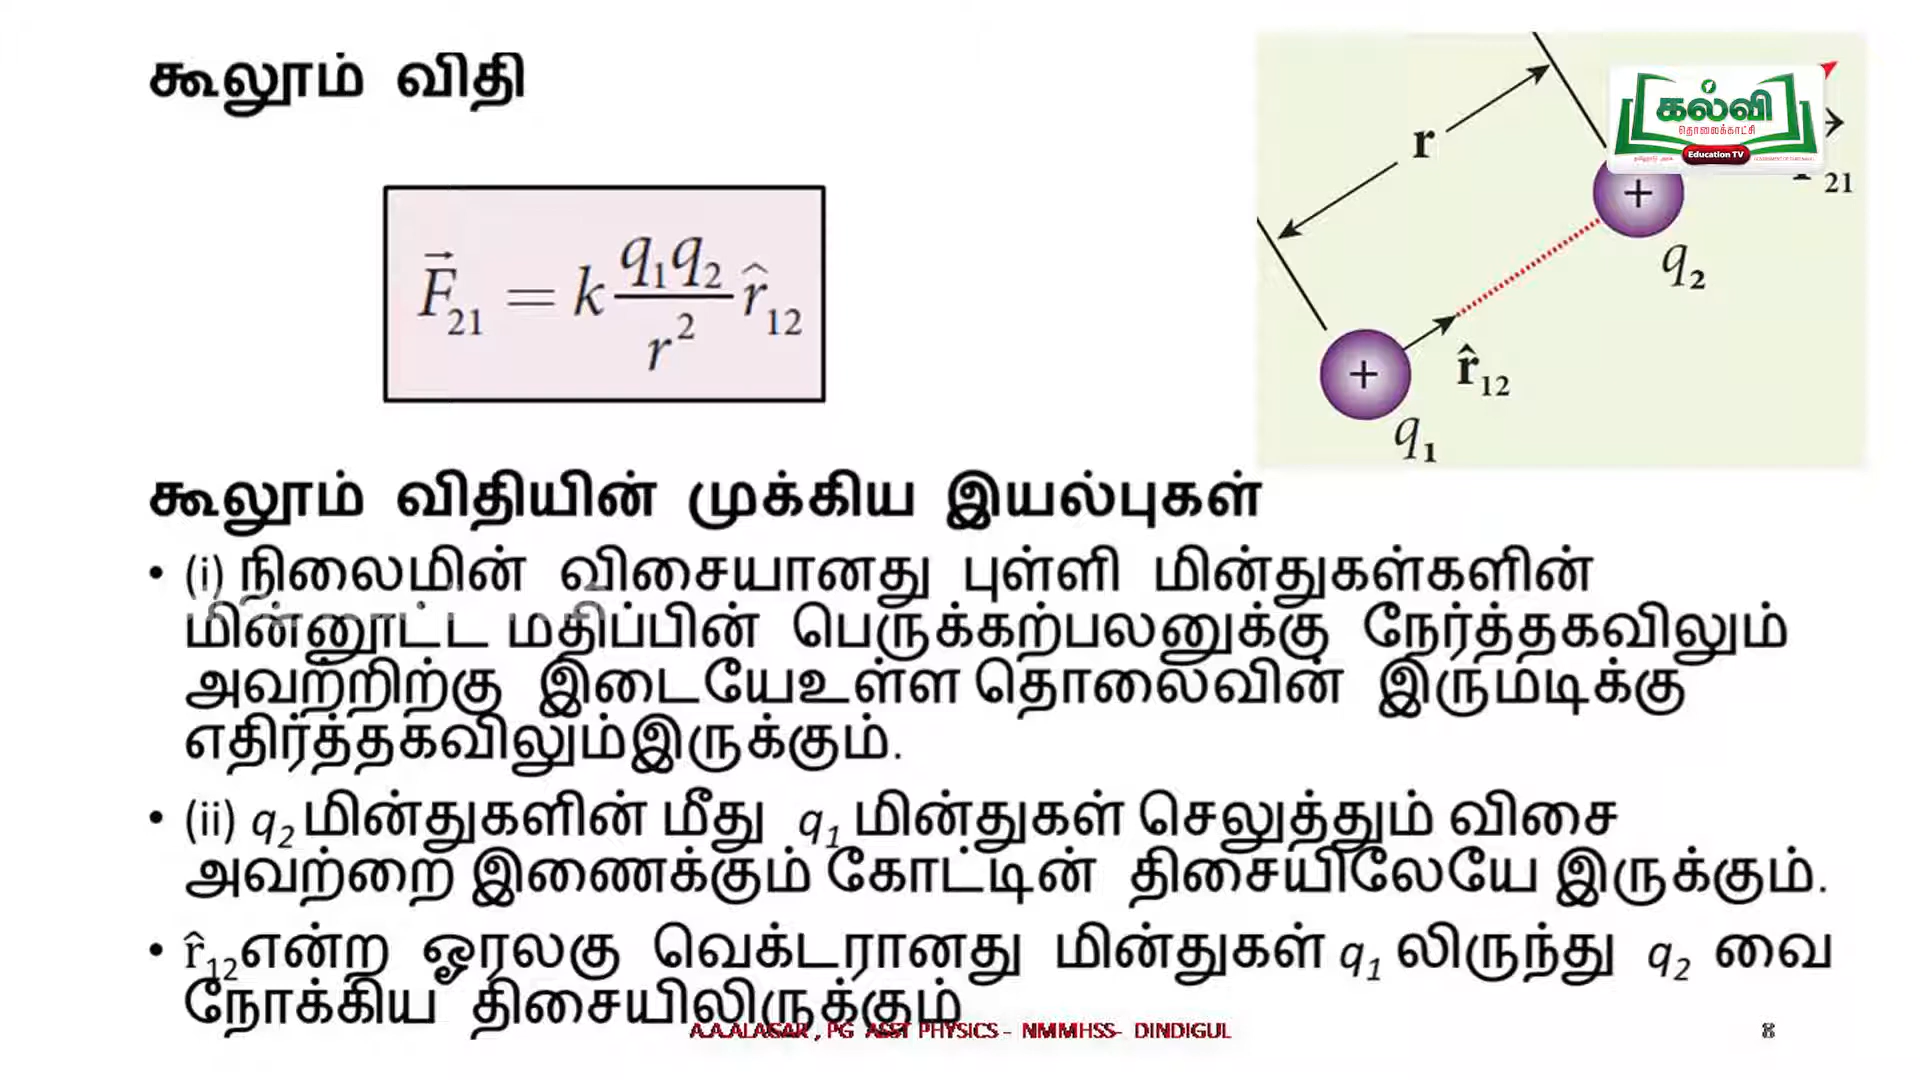 கூலூம் விதி
கல்வி
தொலைக்காட்சி
Education TV
r
21
+
q₂
F⃗₂₁ = k q₁q₂/r² r̂₁₂
+
r̂₁₂
q₁
கூலூம் விதியின் முக்கிய இயல்புகள்
• (i) நிலைமின் விசையானது புள்ளி மின்துகள்களின்
மின்னூட்ட மதிப்பின் பெருக்கற்பலனுக்கு நேர்த்தகவிலும்
அவற்றிற்கு இடையேஉள்ள தொலைவின் இருமடிக்கு
எதிர்த்தகவிலும்இருக்கும்.
• (ii) q₂ மின்துகளின் மீது q₁ மின்துகள் செலுத்தும் விசை
அவற்றை இணைக்கும் கோட்டின் திசையிலேயே இருக்கும்.
• r̂₁₂என்ற ஓரலகு வெக்டரானது மின்துகள் q₁ லிருந்து q₂ வை
நோக்கிய திசையிலிருக்கும்
A.A.ALAGAR , PG ASST PHYSICS – NMMHSS- DINDIGUL
8